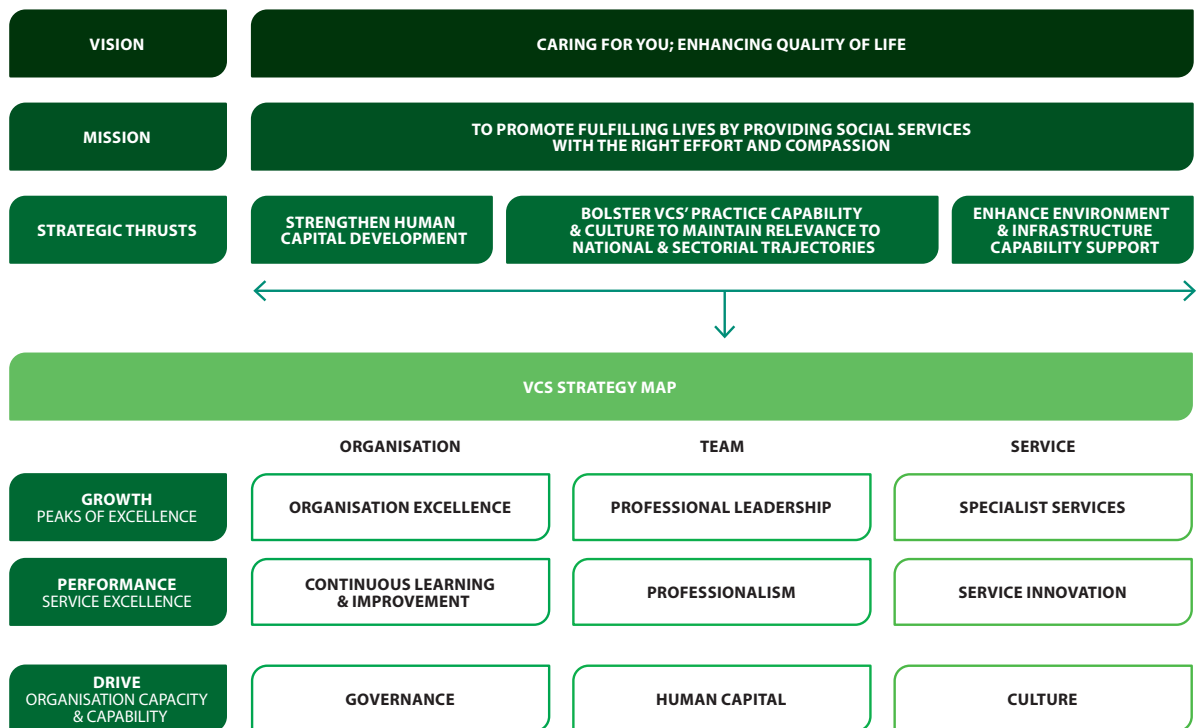 VISION
CARING FOR YOU; ENHANCING QUALITY OF LIFE
MISSION
TO PROMOTE FULFILLING LIVES BY PROVIDING SOCIAL SERVICES
WITH THE RIGHT EFFORT AND COMPASSION
STRATEGIC THRUSTS
STRENGTHEN HUMAN
CAPITAL DEVELOPMENT
BOLSTER VCS' PRACTICE CAPABILITY
& CULTURE TO MAINTAIN RELEVANCE TO
NATIONAL & SECTORIAL TRAJECTORIES
ENHANCE ENVIRONMENT
& INFRASTRUCTURE
CAPABILITY SUPPORT
VCS STRATEGY MAP
ORGANISATION
TEAM
SERVICE
GROWTH
PEAKS OF EXCELLENCE
ORGANISATION EXCELLENCE
PROFESSIONAL LEADERSHIP
SPECIALIST SERVICES
PERFORMANCE
SERVICE EXCELLENCE
CONTINUOUS LEARNING
& IMPROVEMENT
PROFESSIONALISM
SERVICE INNOVATION
DRIVE
ORGANISATION CAPACITY
& CAPABILITY
GOVERNANCE
HUMAN CAPITAL
CULTURE